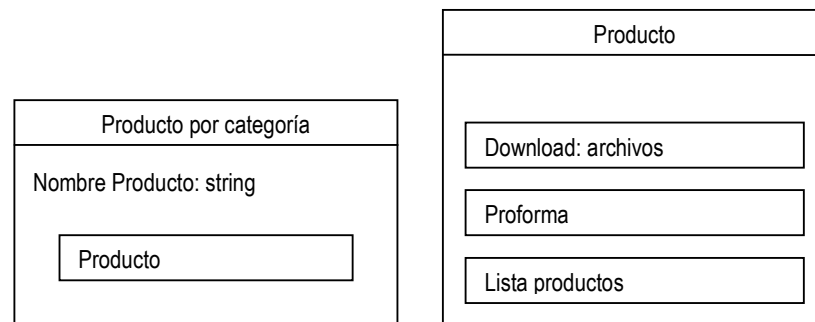 Producto por categoría
Nombre Producto: string
Producto
Producto
Download: archivos
Proforma
Lista productos